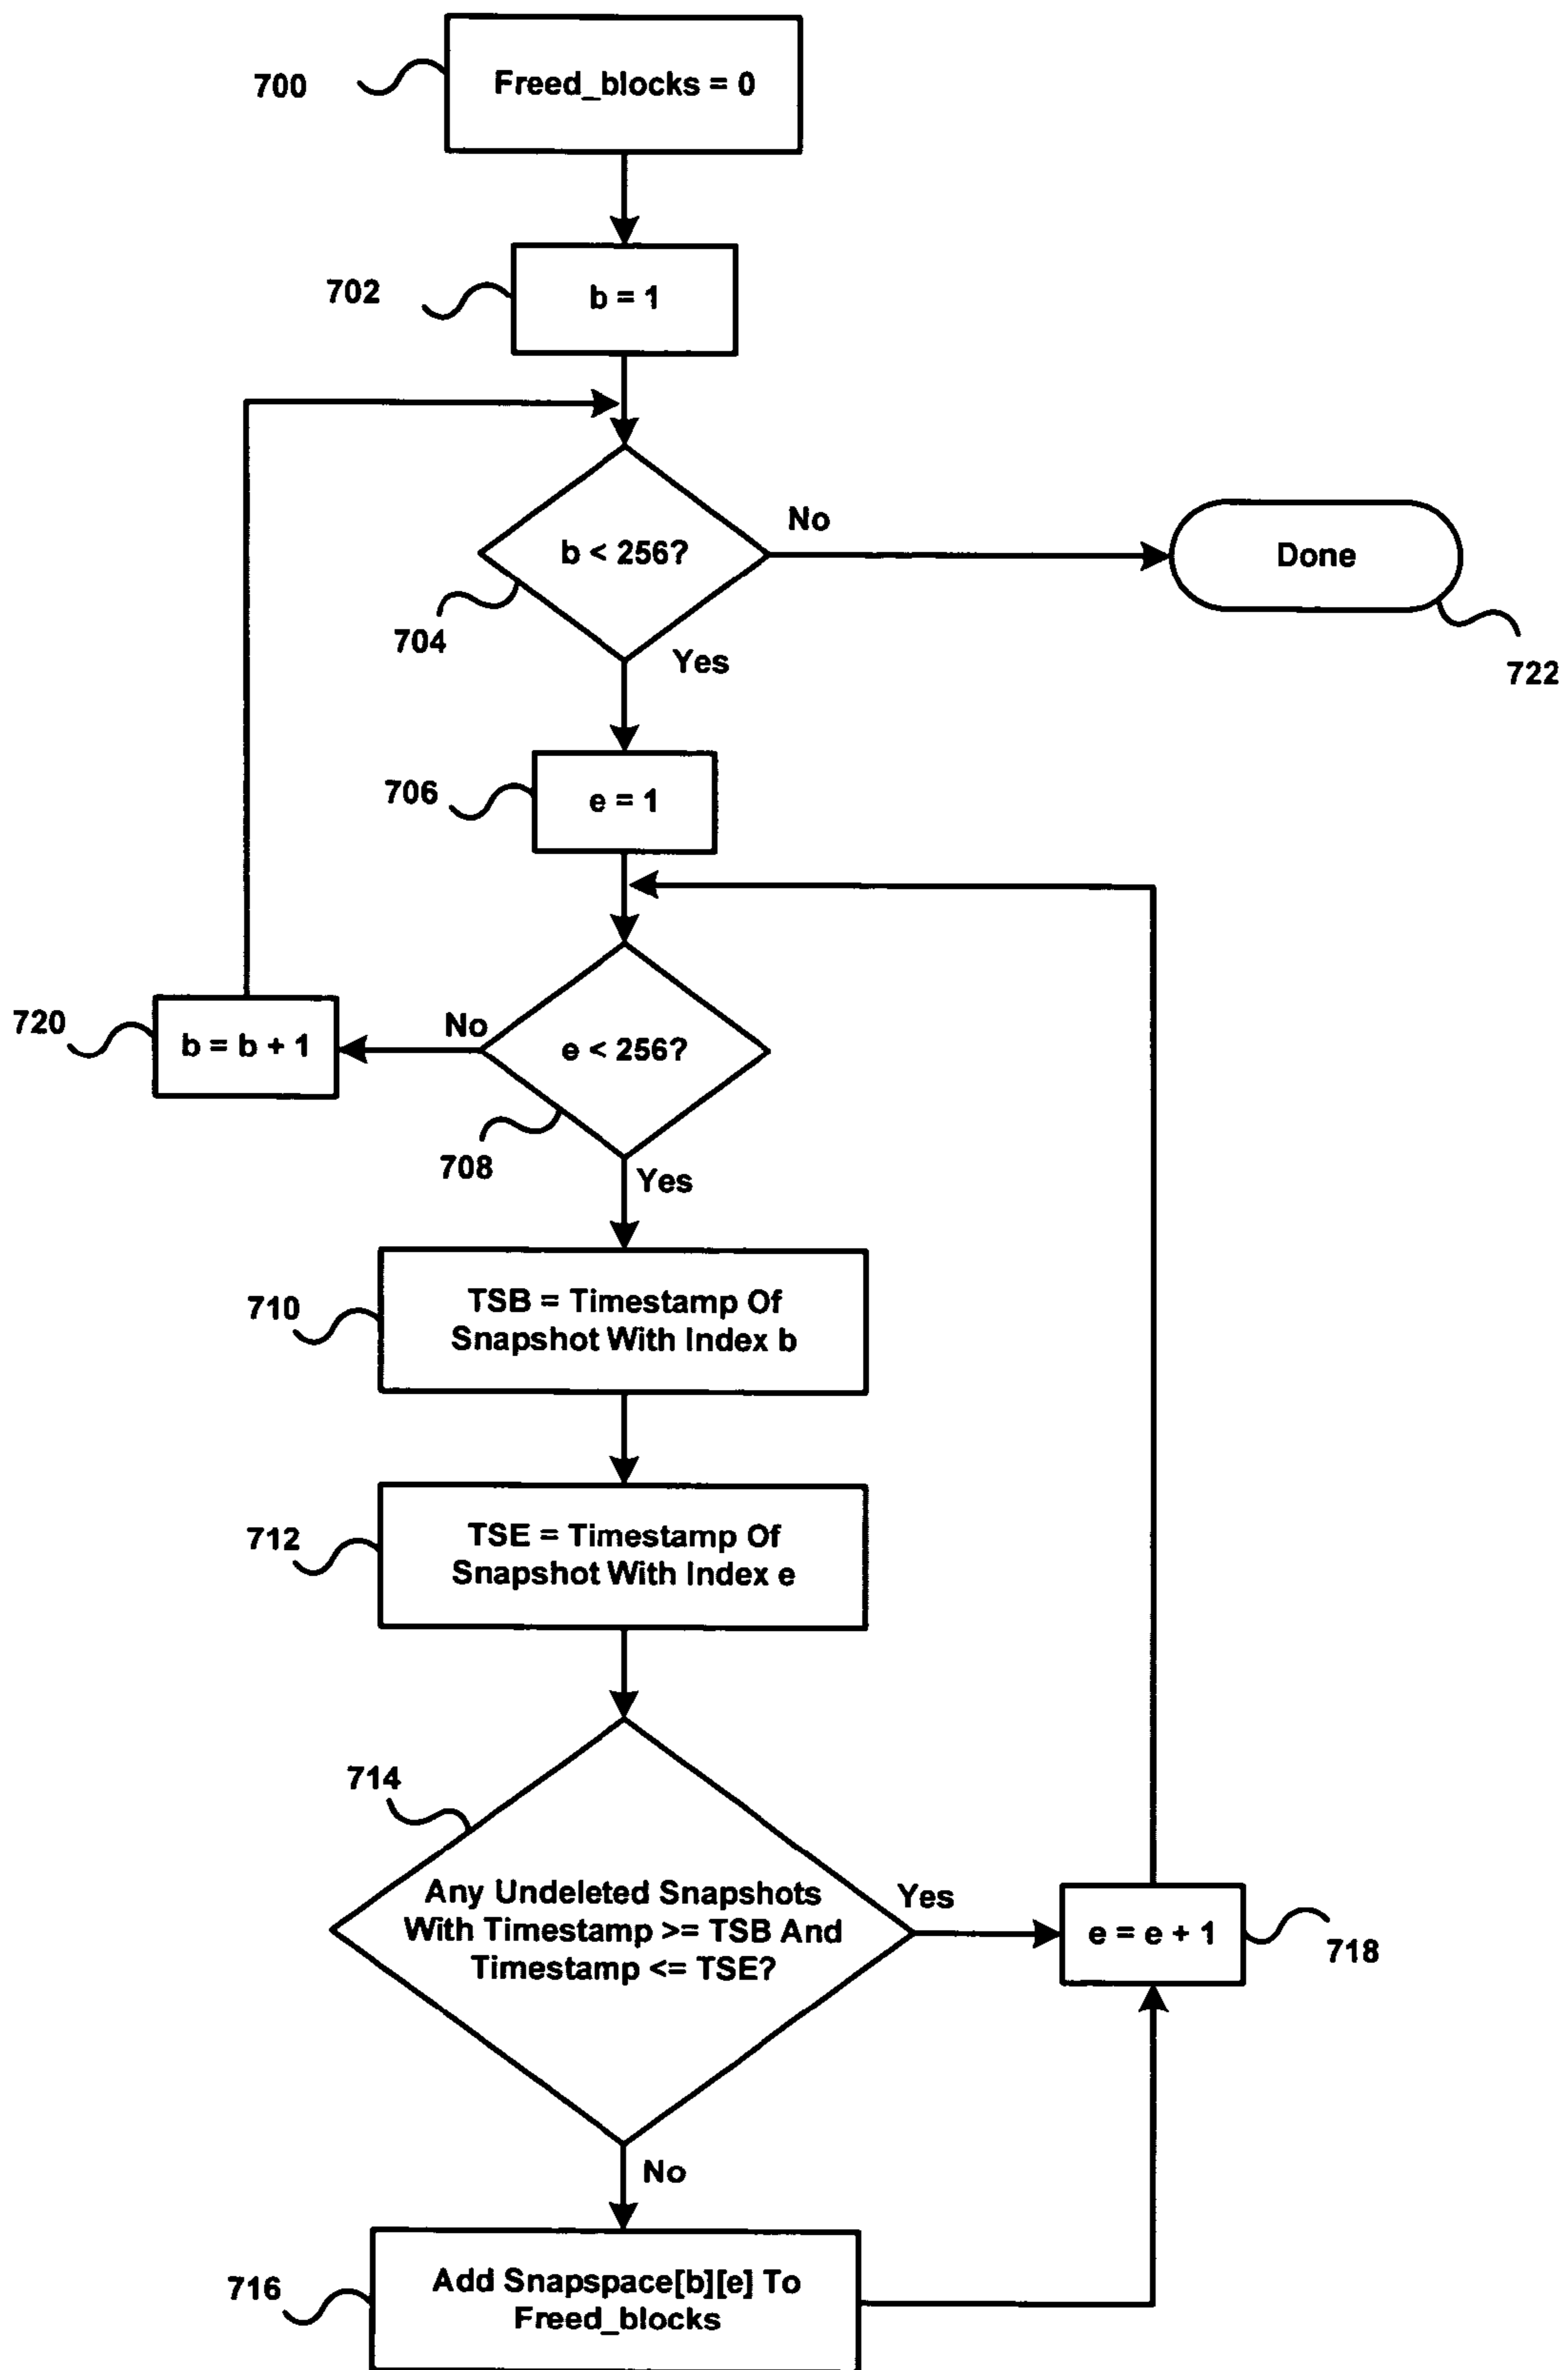 700
Freed_blocks = 0
702
b = 1
b < 256?
No
Done
704
Yes
722
706
e = 1
720
b = b + 1
No
e < 256?
708
Yes
710
TSB = Timestamp Of
Snapshot With Index b
712
TSE = Timestamp Of
Snapshot With Index e
714
Any Undeleted Snapshots
With Timestamp >= TSB And
Timestamp <= TSE?
Yes
e = e + 1
718
No
716
Add Snapspace[b][e] To
Freed_blocks